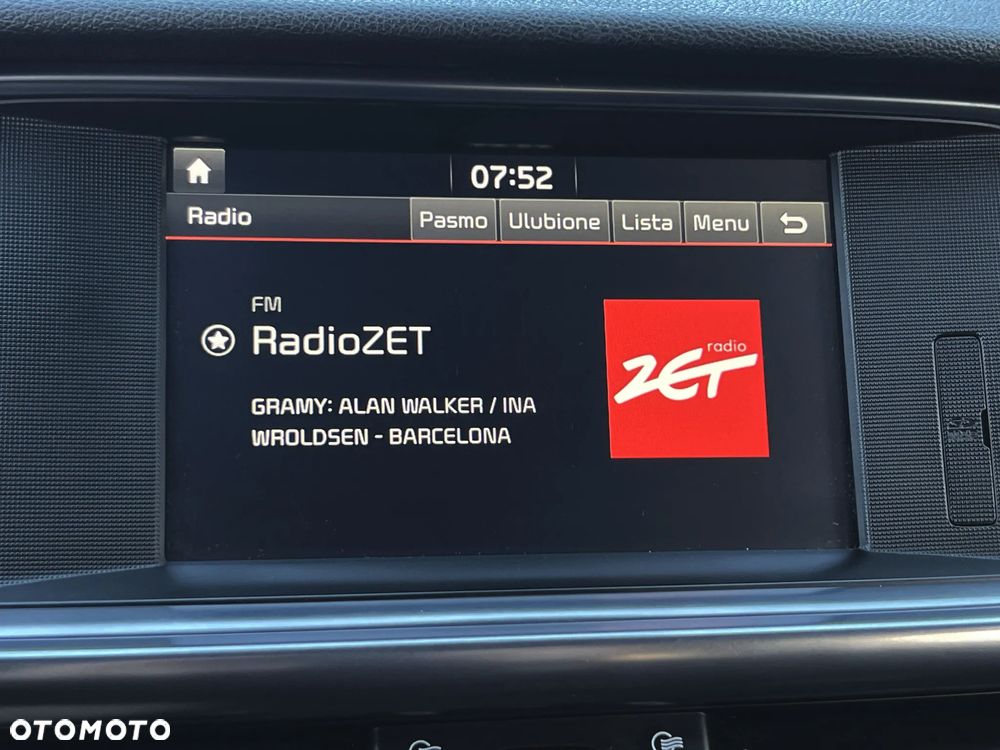 07:52
Radio
Pasmo
Ulubione
Lista
Menu
FM
RadioZET
GRAMY: ALAN WALKER / INA
WROLDSEN - BARCELONA
radio
ZET
OTOMOTO